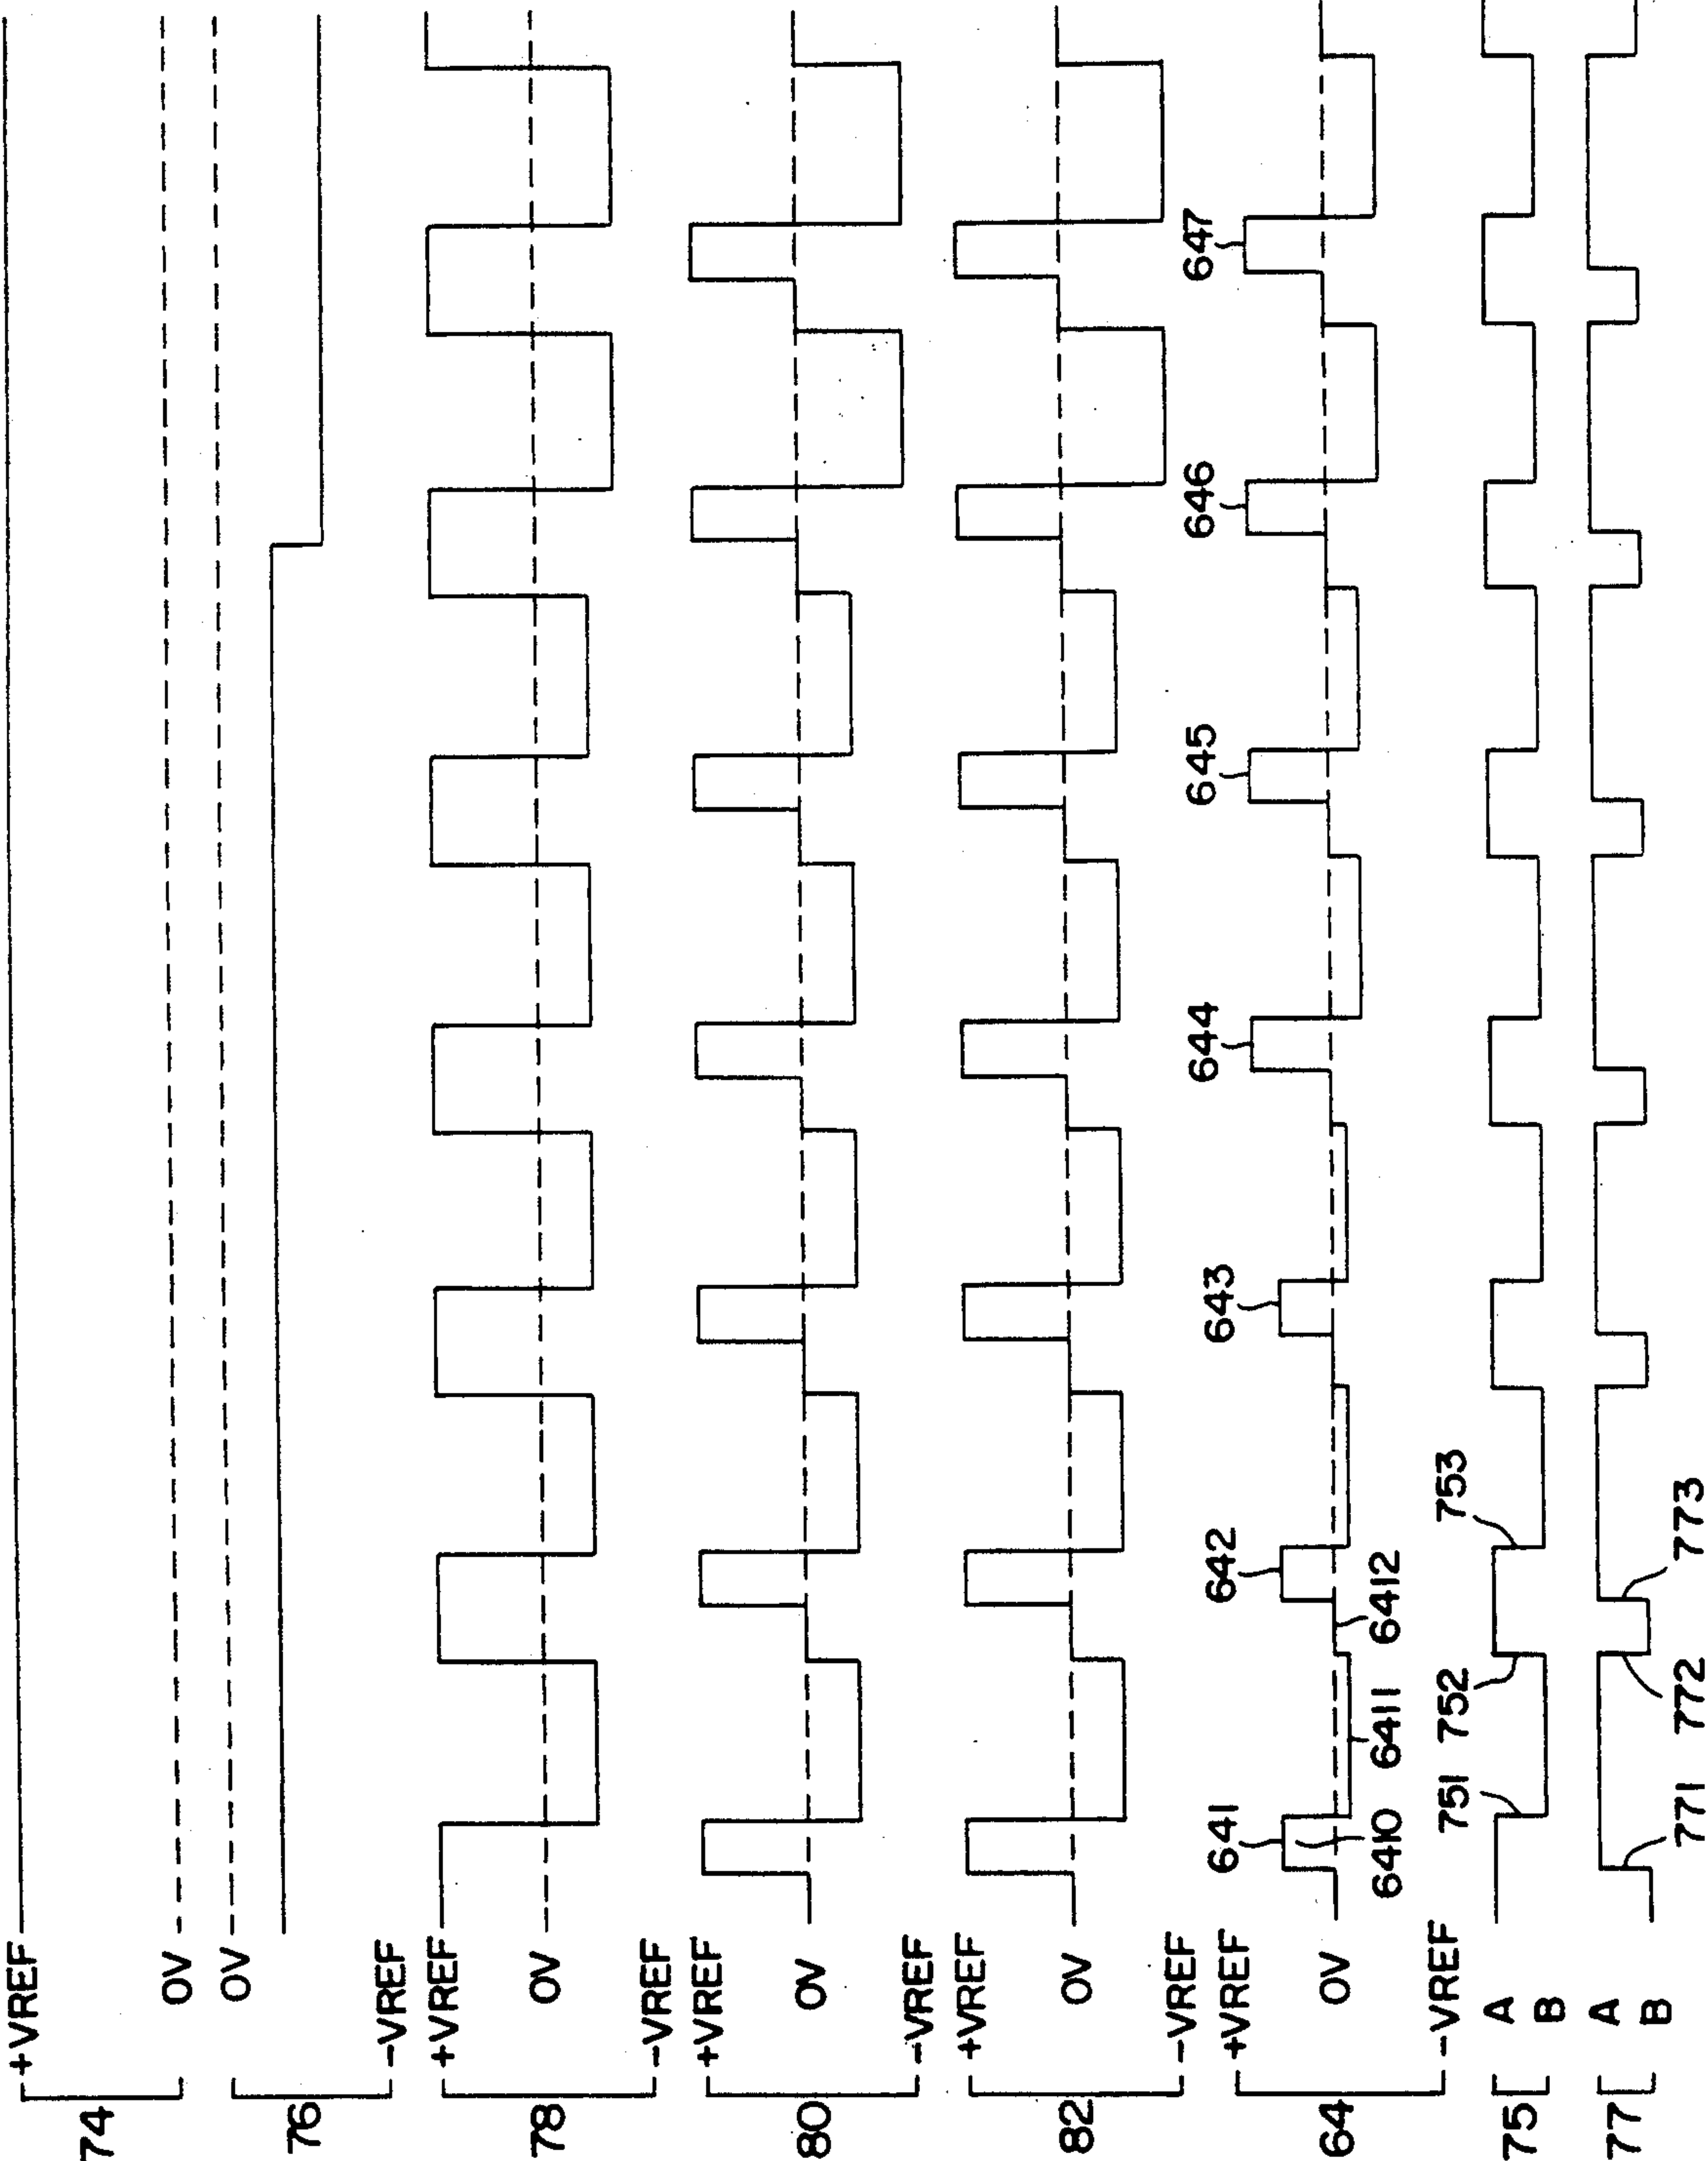 74
+VREF
0V
76
0V
-VREF
78
+VREF
0V
-VREF
80
+VREF
0V
-VREF
82
+VREF
0V
-VREF
64
+VREF
0V
-VREF
641
642
643
644
645
646
647
6410
6411
6412
75
A
B
751
752
753
77
A
B
771
772
773